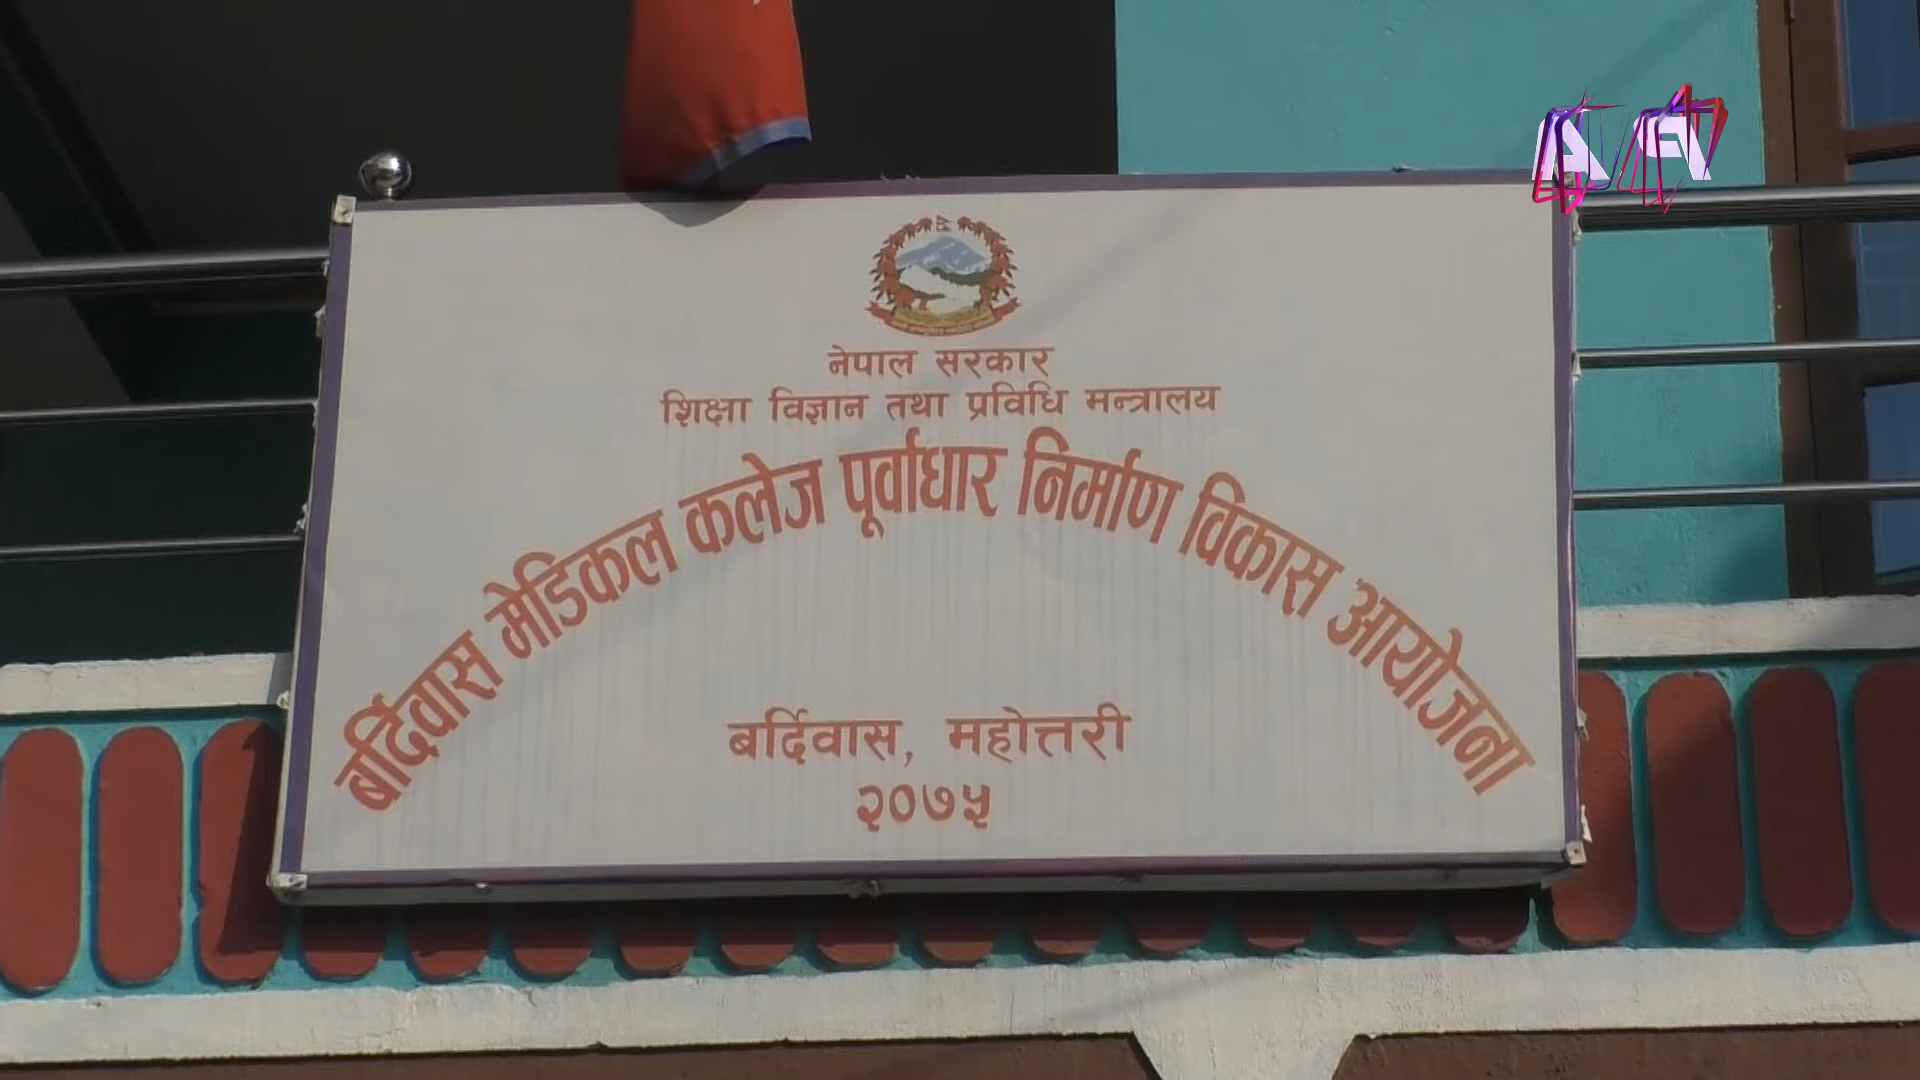 नेपाल सरकार
शिक्षा विज्ञान तथा प्रविधि मन्त्रालय
बर्दिवास मेडिकल कलेज पूर्वाधार निर्माण विकास आयोजना
बर्दिवास, महोत्तरी
२०७५